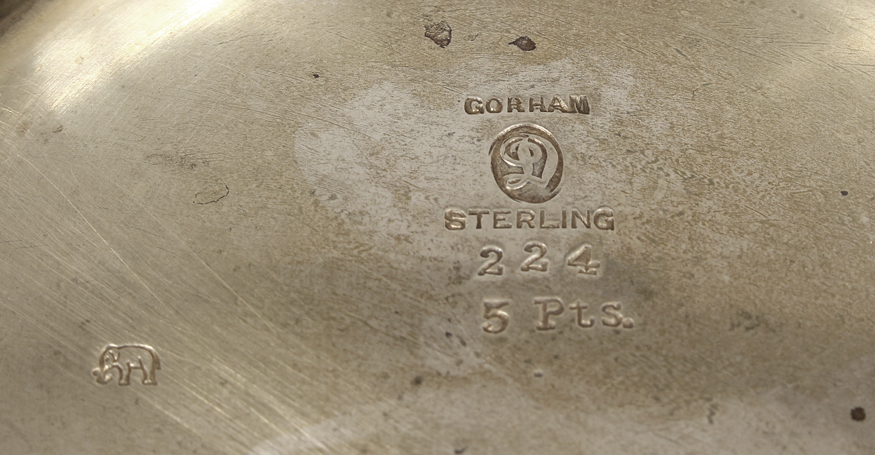 GORHAM
D
STERLING
224
5 Pts.